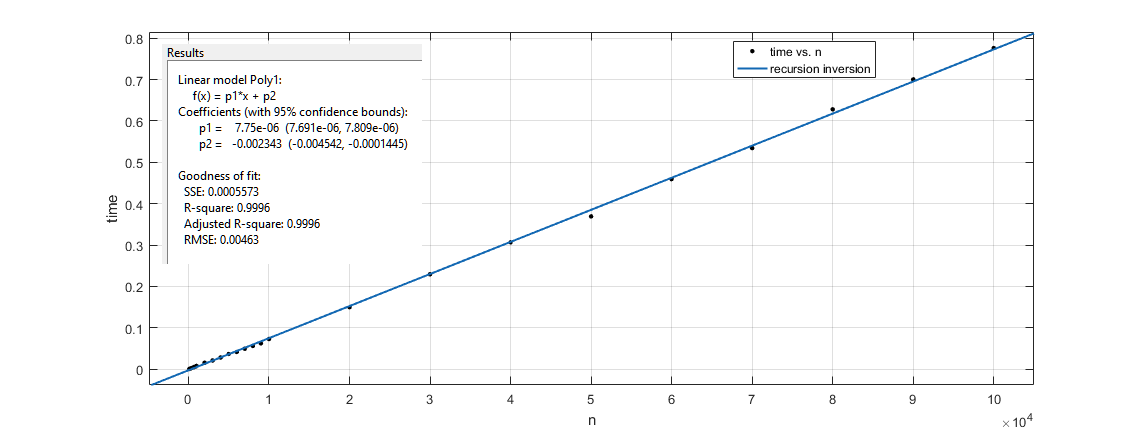 Results
Linear model Poly1:
f(x) = p1*x + p2
Coefficients (with 95% confidence bounds):
p1 = 7.75e-06 (7.691e-06, 7.809e-06)
p2 = -0.002343 (-0.004542, -0.0001445)
Goodness of fit:
SSE: 0.0005573
R-square: 0.9996
Adjusted R-square: 0.9996
RMSE: 0.00463
time vs. n
recursion inversion
0.8
0.7
0.6
0.5
0.4
0.3
0.2
0.1
0
time
0 1 2 3 4 5 6 7 8 9 10
×10⁴
n